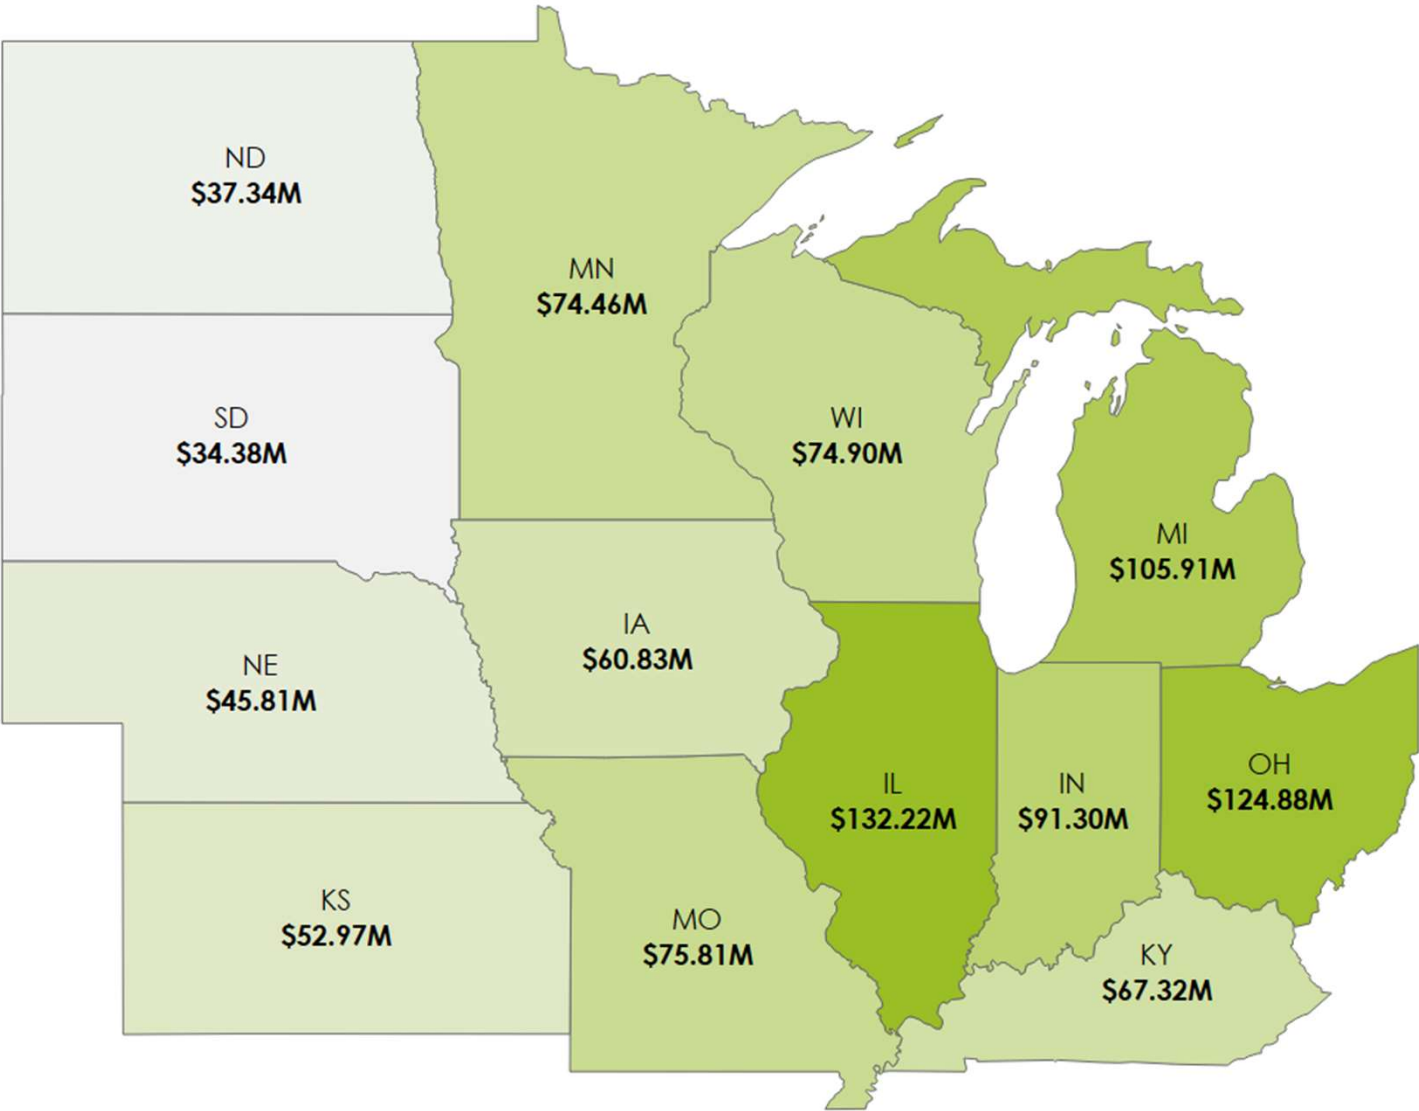 ND
$37.34M
MN
$74.46M
SD
$34.38M
WI
$74.90M
MI
$105.91M
IA
$60.83M
NE
$45.81M
IL
$132.22M
IN
$91.30M
OH
$124.88M
KS
$52.97M
MO
$75.81M
KY
$67.32M